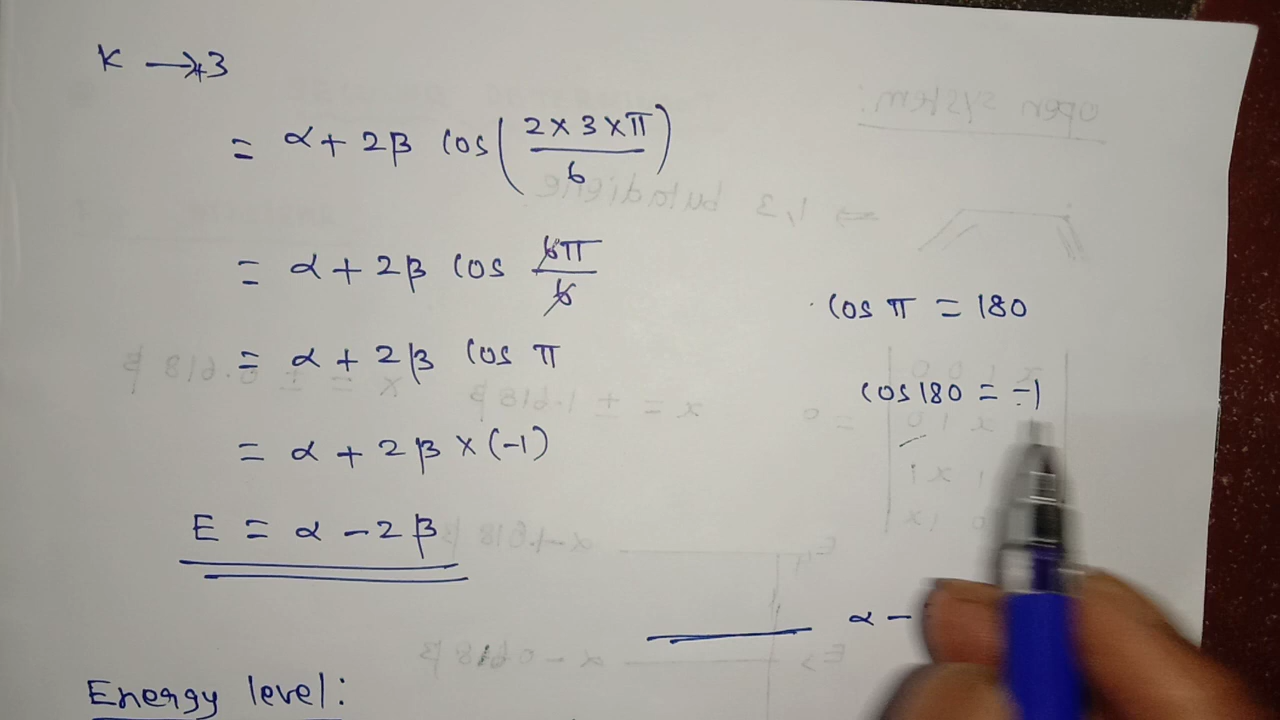 K → +3
= α + 2β cos(2×3×π/6)
= α + 2β cos 6π/6
cos π = 180
= α + 2β cos π
cos 180 = -1
= α + 2β × (-1)
E = α - 2β
α -
Energy level: